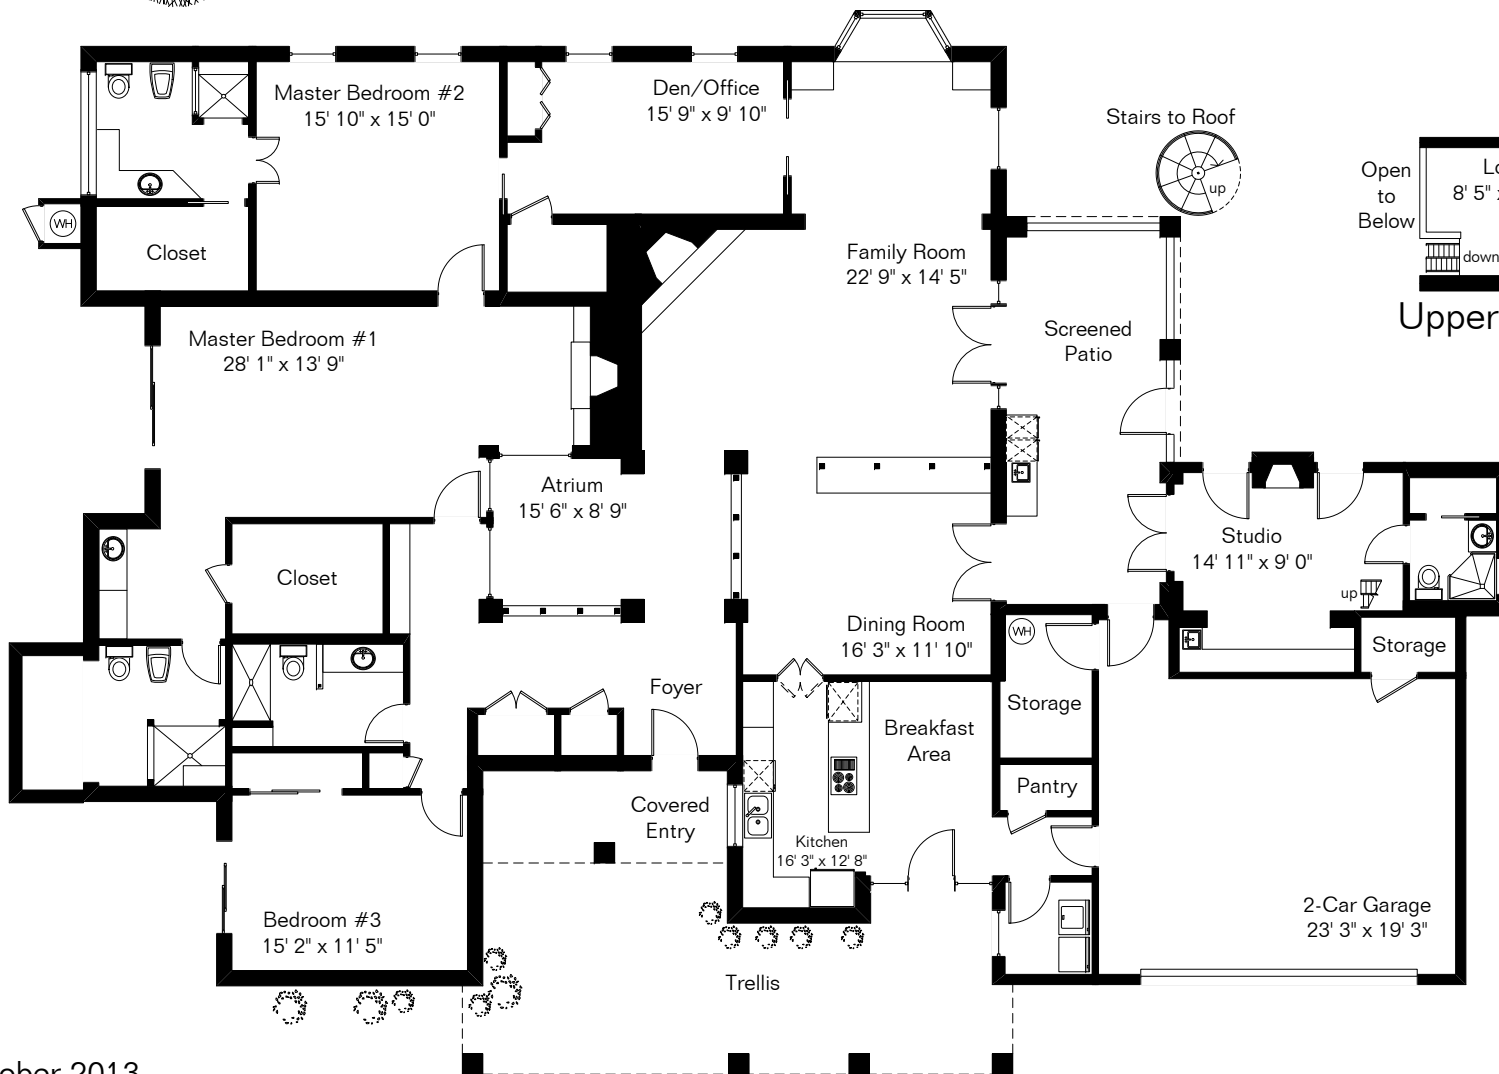 Master Bedroom #2
15' 10" x 15' 0"
Den/Office
15' 9" x 9' 10"
Stairs to Roof
up
Open
to
Below
8' 5"
down
Upper
WH
Closet
Family Room
22' 9" x 14' 5"
Screened
Patio
Master Bedroom #1
28' 1" x 13' 9"
Atrium
15' 6" x 8' 9"
Closet
Studio
14' 11" x 9' 0"
up
Dining Room
16' 3" x 11' 10"
WH
Storage
Foyer
Storage
Breakfast
Area
Pantry
Covered
Entry
Kitchen
16' 3" x 12' 8"
Bedroom #3
15' 2" x 11' 5"
2-Car Garage
23' 3" x 19' 3"
Trellis
2013